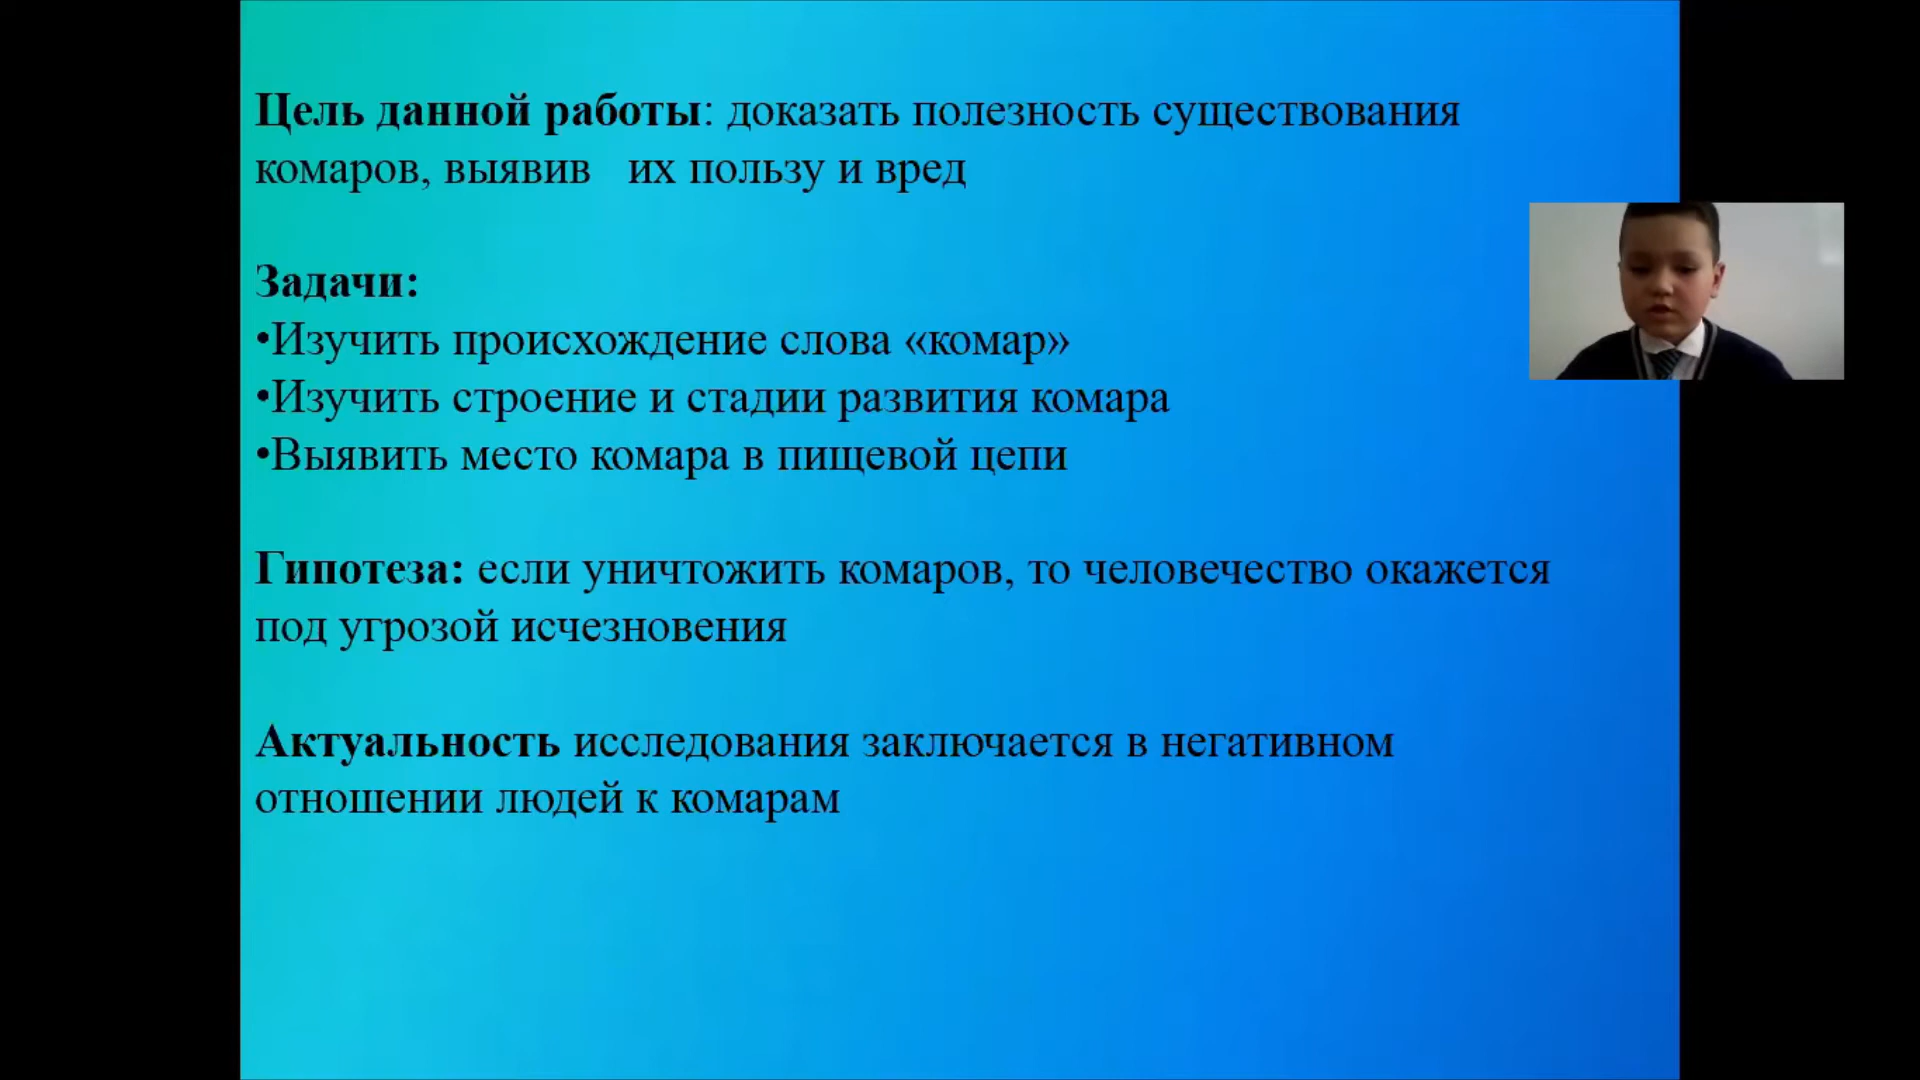 Цель данной работы: доказать полезность существования
комаров, выявив   их пользу и вред
Задачи:
•Изучить происхождение слова «комар»
•Изучить строение и стадии развития комара
•Выявить место комара в пищевой цепи
Гипотеза: если уничтожить комаров, то человечество окажется
под угрозой исчезновения
Актуальность исследования заключается в негативном
отношении людей к комарам